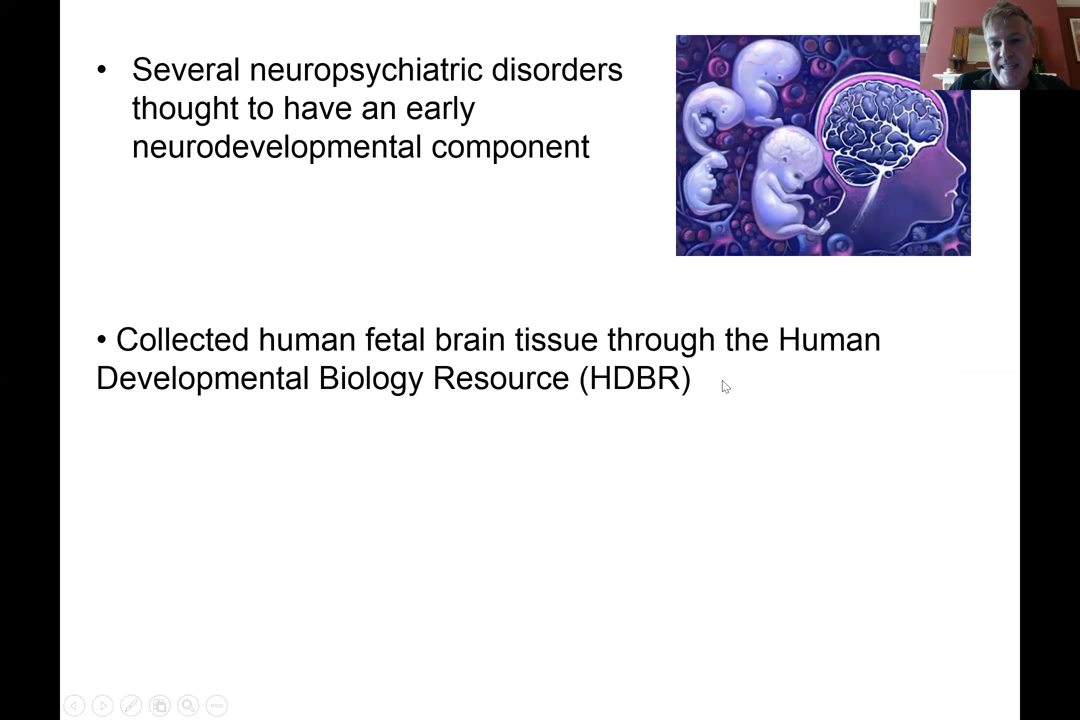 • Several neuropsychiatric disorders
thought to have an early
neurodevelopmental component
• Collected human fetal brain tissue through the Human
Developmental Biology Resource (HDBR)